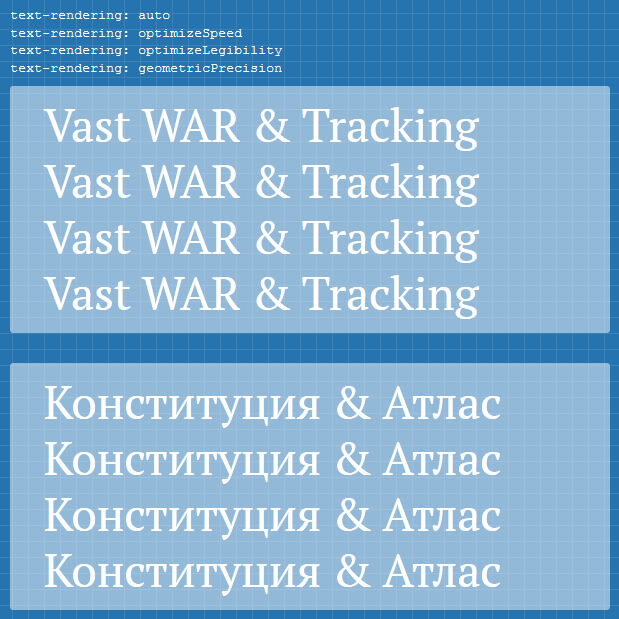 text-rendering: auto
text-rendering: optimizeSpeed
text-rendering: optimizeLegibility
text-rendering: geometricPrecision
Vast WAR & Tracking
Vast WAR & Tracking
Vast WAR & Tracking
Vast WAR & Tracking
Конституция & Атлас
Конституция & Атлас
Конституция & Атлас
Конституция & Атлас